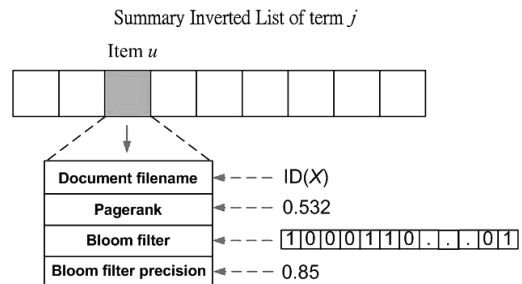 Summary Inverted List of term j
Item u
Document filename ID(X)
Pagerank 0.532
Bloom filter 1 0 0 0 1 1 0 . . . 0 1
Bloom filter precision 0.85